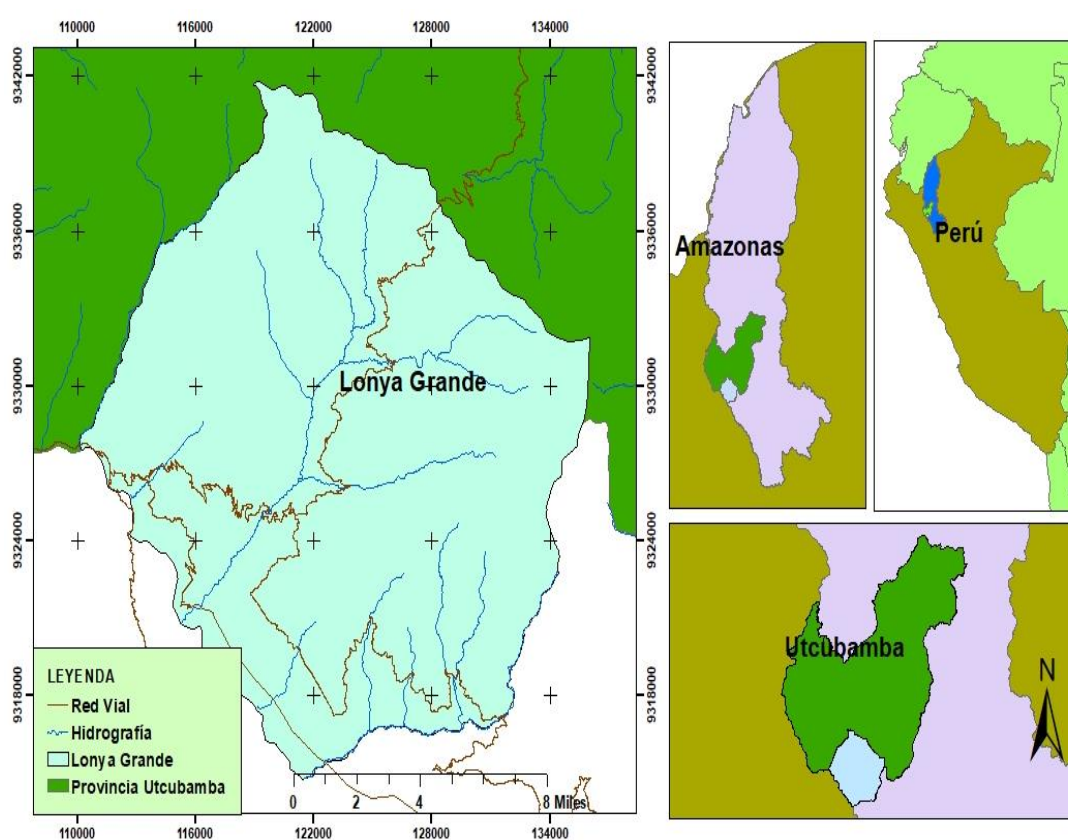 110000 116000 122000 128000 134000
9342000
9336000
9330000
9324000
9318000
Lonya Grande
LEYENDA
Red Vial
Hidrografía
Lonya Grande
Provincia Utcubamba
0 2 4 8 Miles
110000 116000 122000 128000 134000
9342000
9336000
9330000
9324000
9318000
Amazonas
Perú
Utcubamba
N